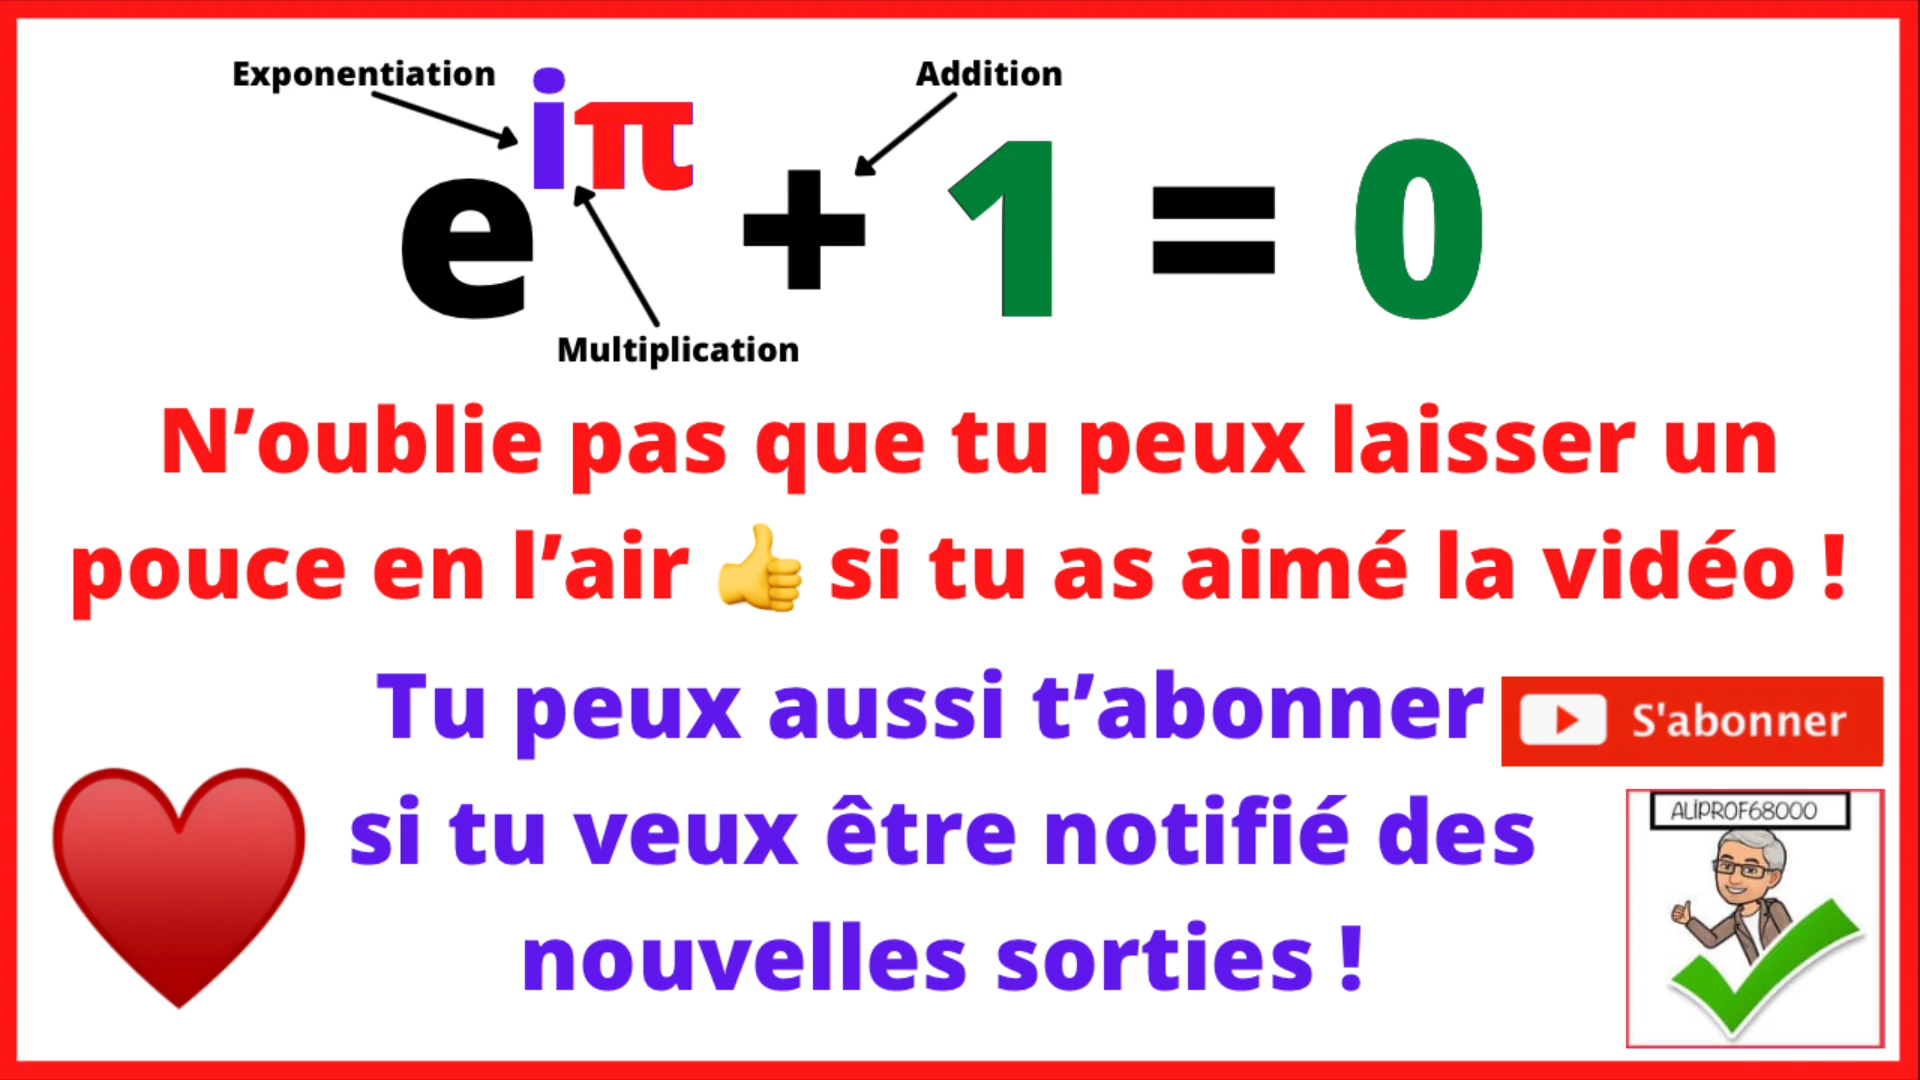 Exponentiation
Addition
e^{iπ} + 1 = 0
Multiplication
N’oublie pas que tu peux laisser un
pouce en l’air 👍 si tu as aimé la vidéo !
Tu peux aussi t’abonner
S'abonner
si tu veux être notifié des
nouvelles sorties !
ALIPROF68000